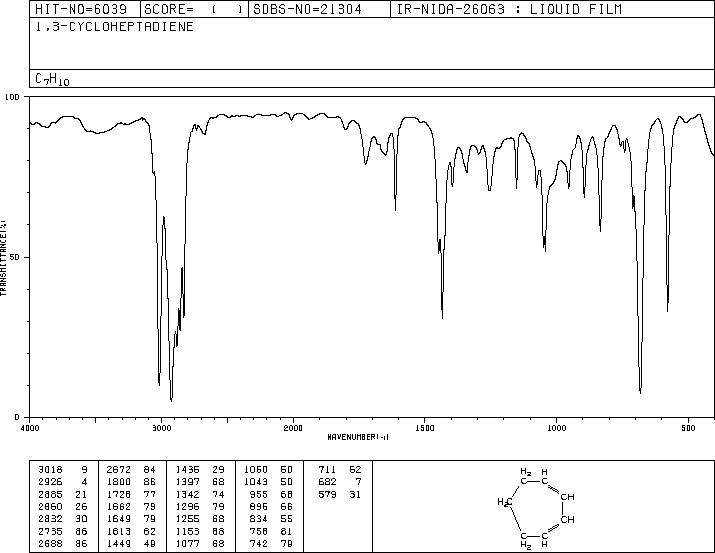 HIT-NO=6039 SCORE= ( ) SDBS-NO=21304 IR-NIDA-26063 : LIQUID FILM
1,3-CYCLOHEPTADIENE
C7H10
100
50
0
TRANSMITTANCE(%)
4000 3000 2000 1500 1000 500
WAVENUMBER(-1)
3018 9 2672 84 1436 29 1060 60 711 62
2926 4 1800 86 1397 68 1043 50 682 7
2885 21 1728 77 1342 74 955 68 579 31
2860 26 1662 79 1296 79 896 66
2832 30 1649 79 1255 68 834 55
2735 86 1613 62 1153 68 758 81
2688 86 1449 49 1077 68 742 79
H2 H
C C
H2C CH
CH
C C
H2 H